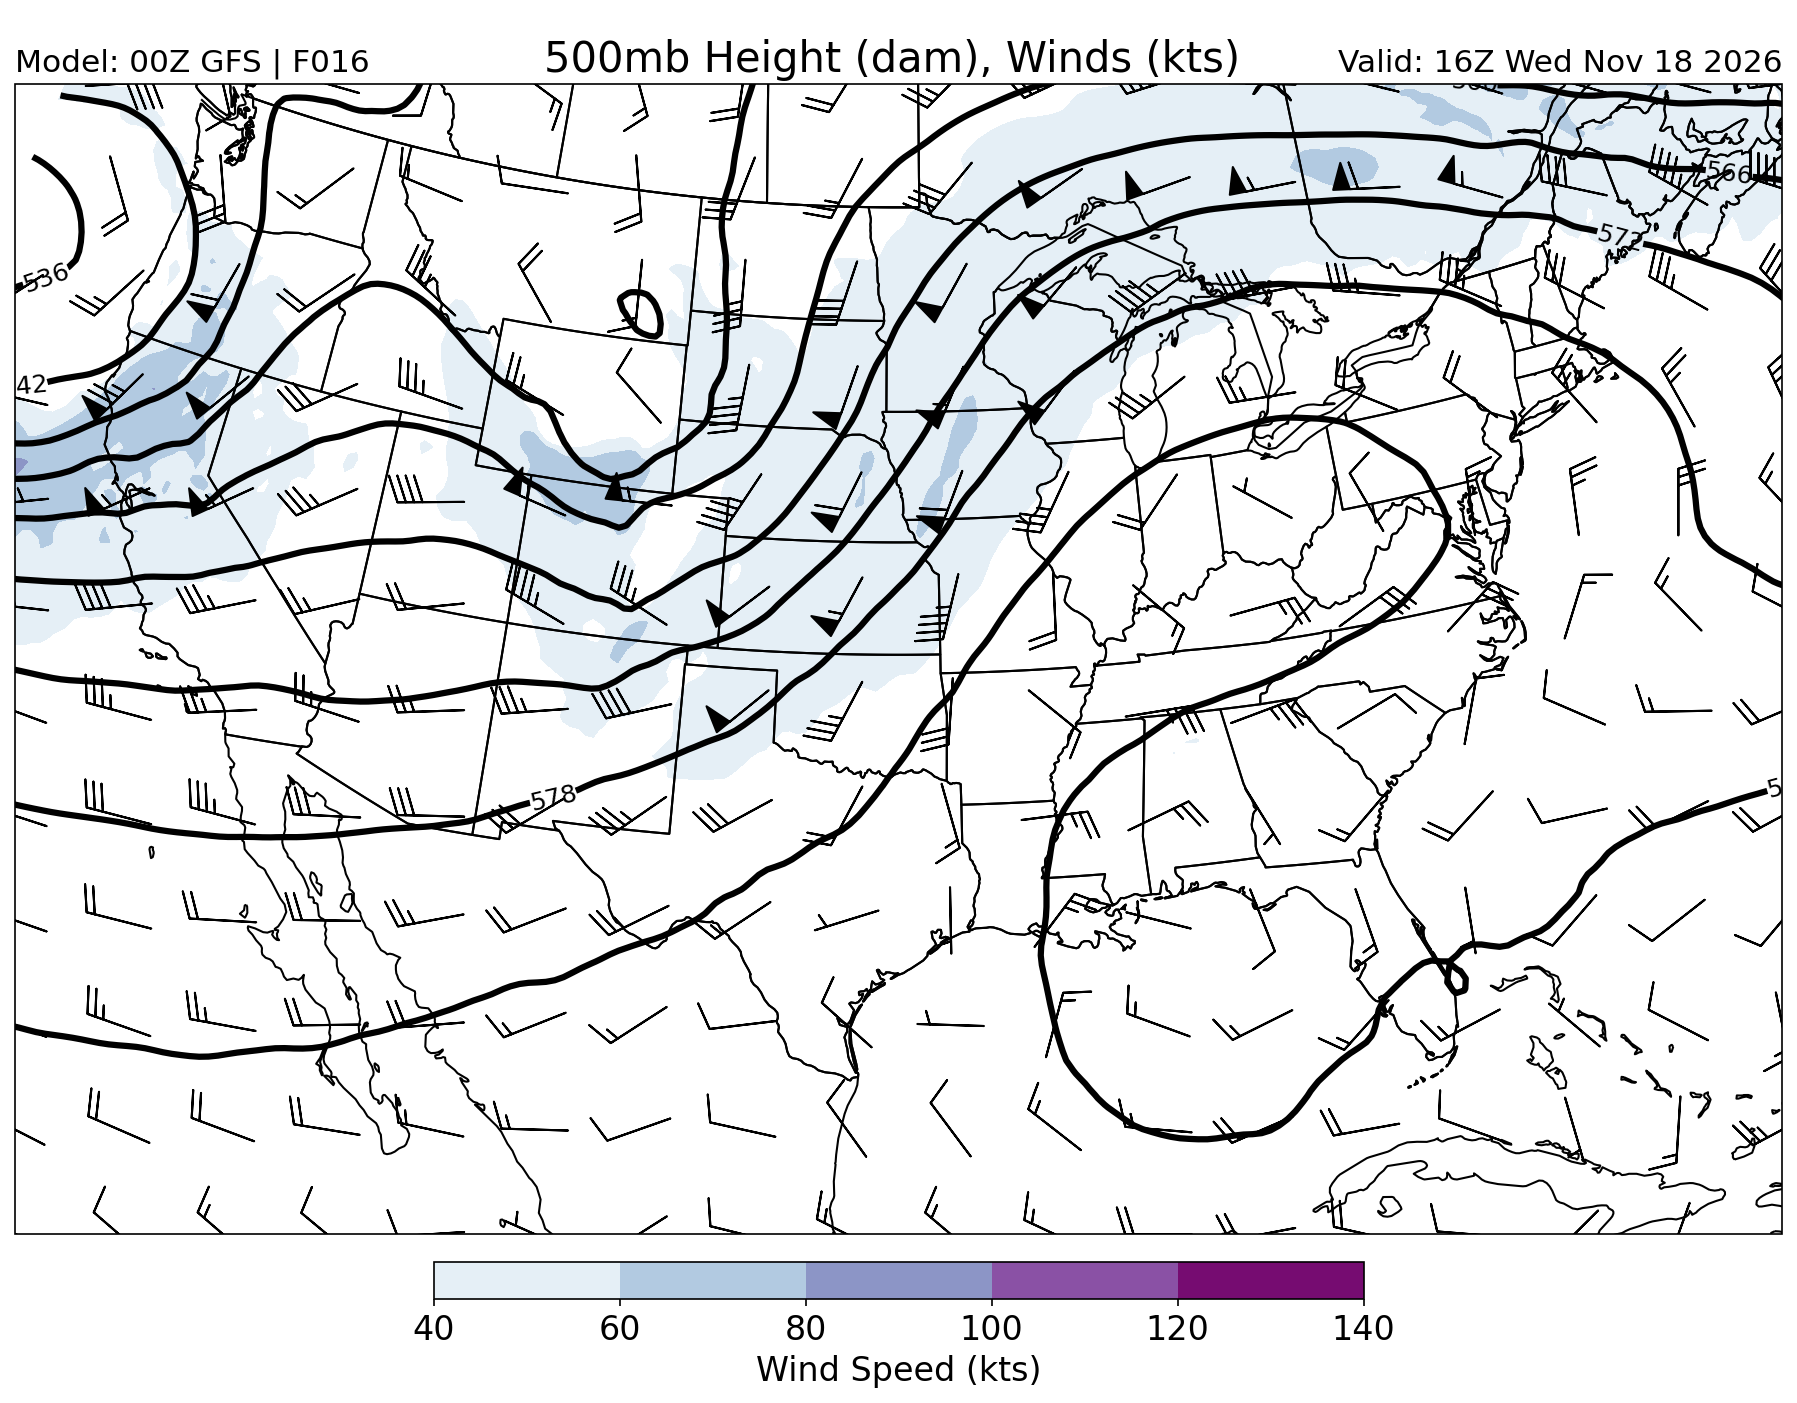 Model: 00Z GFS | F016
500mb Height (dam), Winds (kts)
Valid: 16Z Wed Nov 18 2026
566
572
536
42
578
5
40 60 80 100 120 140
Wind Speed (kts)